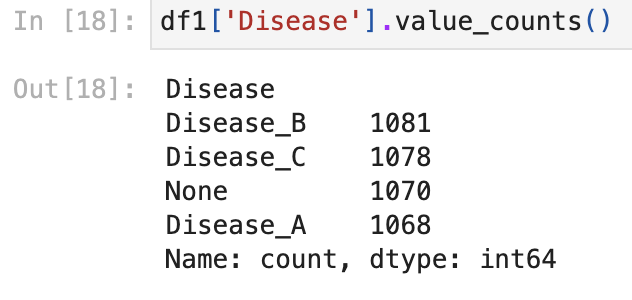 In [18]: df1['Disease'].value_counts()
Out[18]: Disease
Disease_B    1081
Disease_C    1078
None         1070
Disease_A    1068
Name: count, dtype: int64